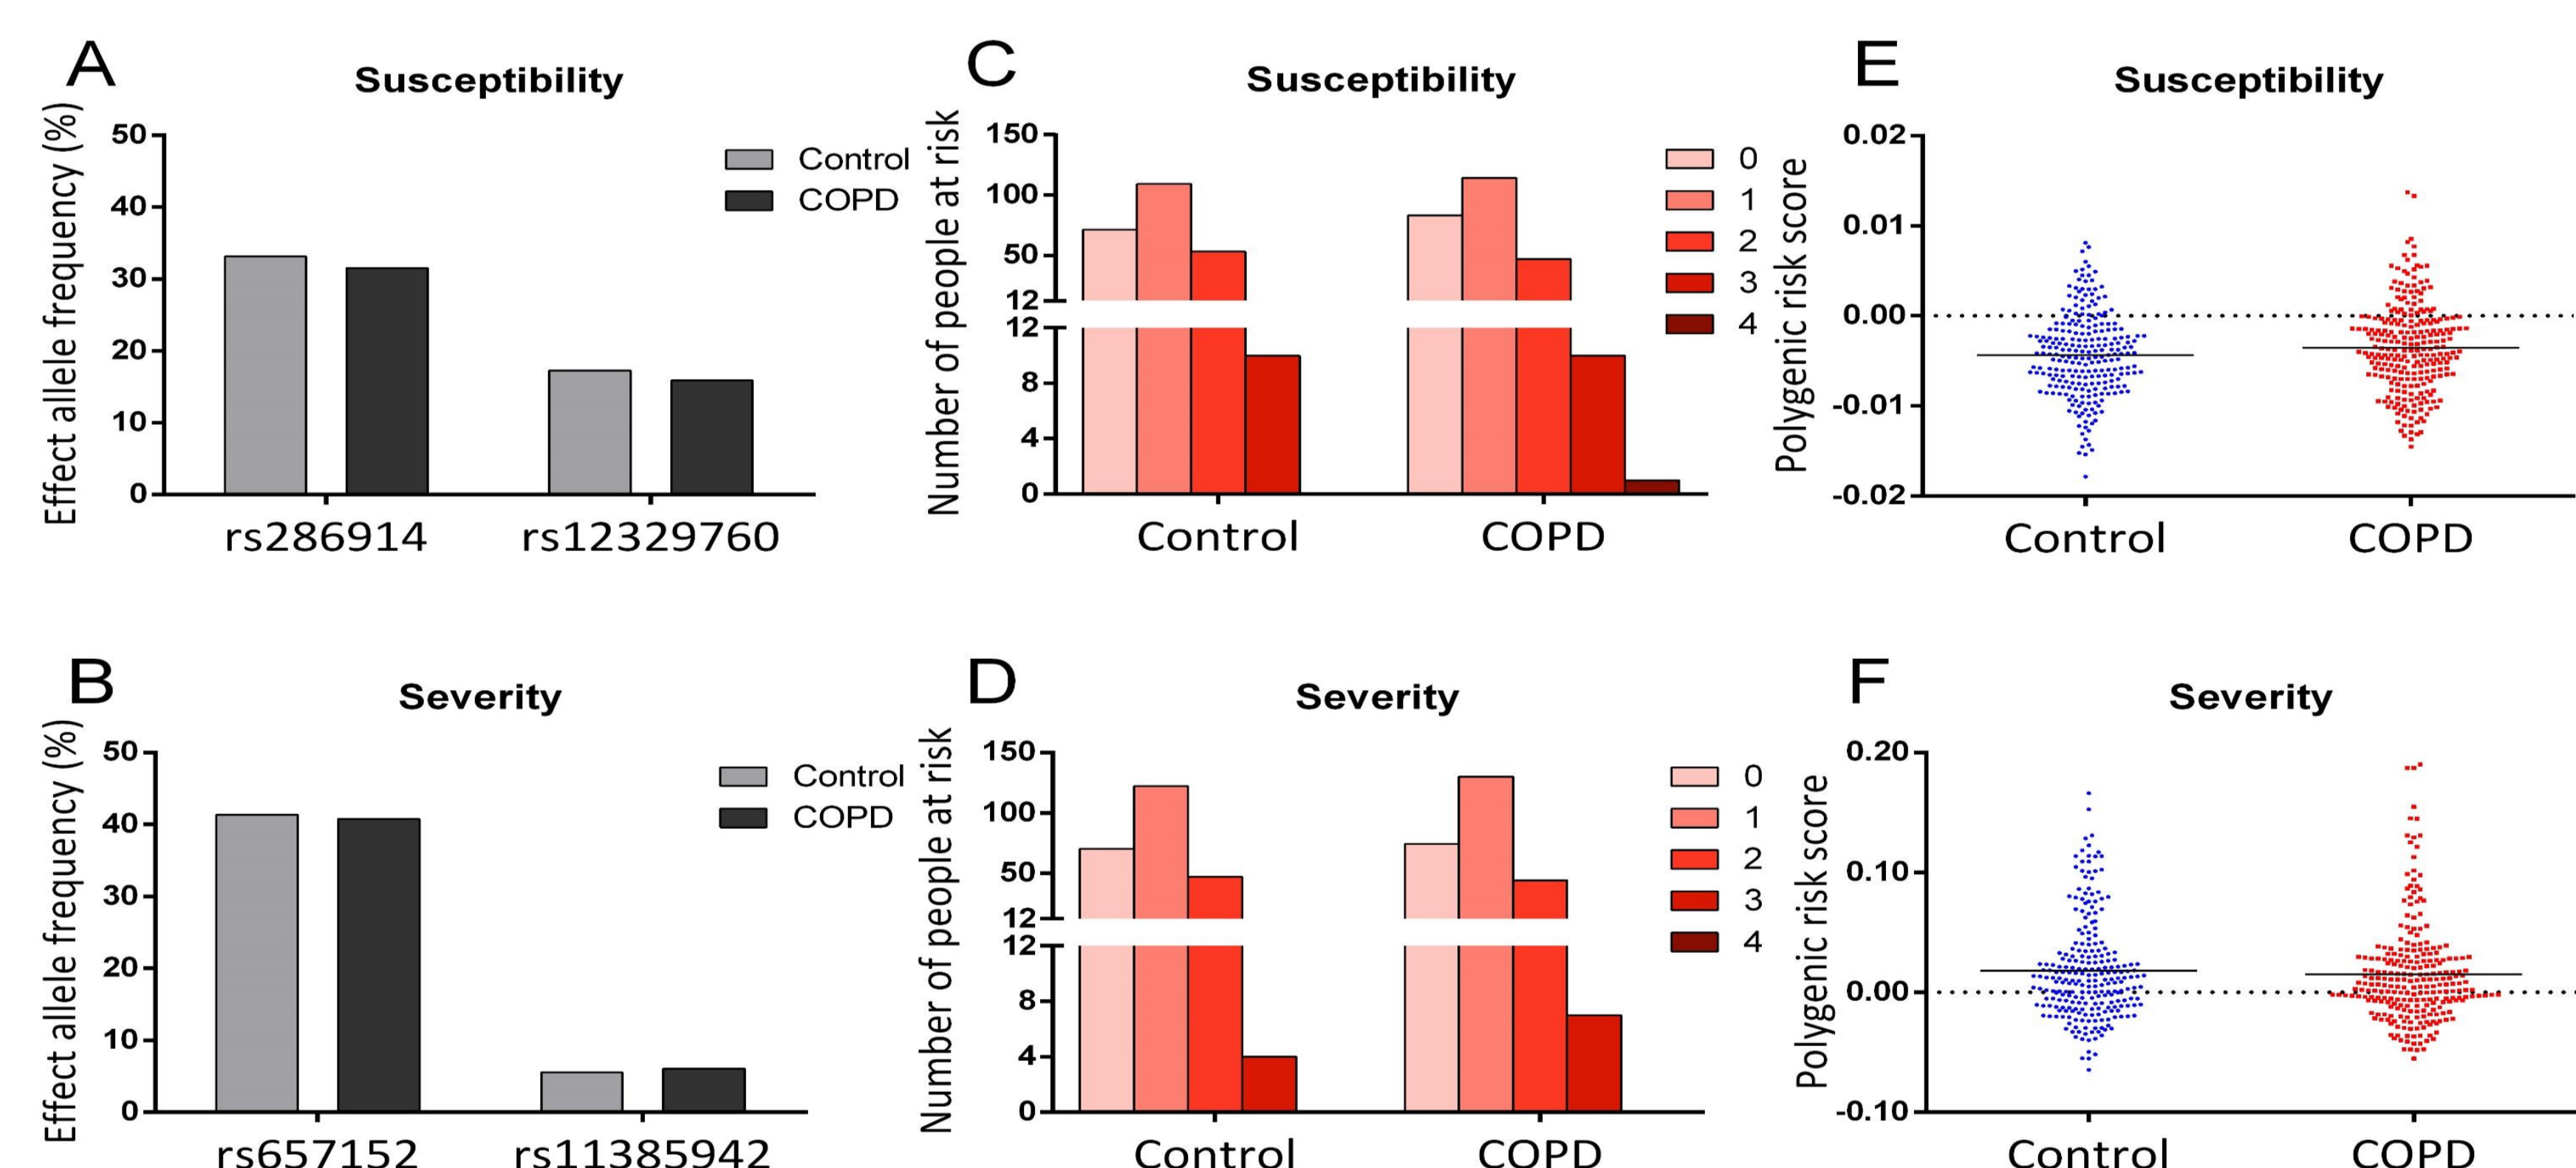 A
Susceptibility
Effect allele frequency (%)
50
40
30
20
10
0
Control
COPD
rs286914
rs12329760
C
Susceptibility
Number of people at risk
150
100
50
12
12
8
4
0
0
1
2
3
4
Control
COPD
E
Susceptibility
Polygenic risk score
0.02
0.01
0.00
-0.01
-0.02
Control
COPD
B
Severity
Effect allele frequency (%)
50
40
30
20
10
0
Control
COPD
rs657152
rs11385942
D
Severity
Number of people at risk
150
100
50
12
12
8
4
0
0
1
2
3
4
Control
COPD
F
Severity
Polygenic risk score
0.20
0.10
0.00
-0.10
Control
COPD